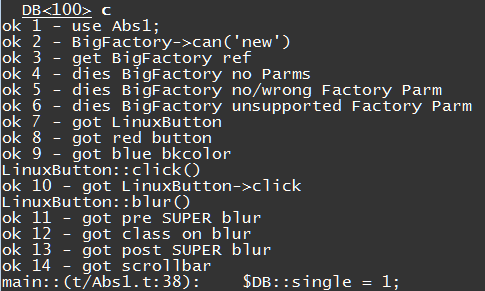 DB<100> c
ok 1 - use Abs1;
ok 2 - BigFactory->can('new')
ok 3 - get BigFactory ref
ok 4 - dies BigFactory no Parms
ok 5 - dies BigFactory no/wrong Factory Parm
ok 6 - dies BigFactory unsupported Factory Parm
ok 7 - got LinuxButton
ok 8 - got red button
ok 9 - got blue bkcolor
LinuxButton::click()
ok 10 - got LinuxButton->click
LinuxButton::blur()
ok 11 - got pre SUPER blur
ok 12 - got class on blur
ok 13 - got post SUPER blur
ok 14 - got scrollbar
main::(t/Abs1.t:38):    $DB::single = 1;